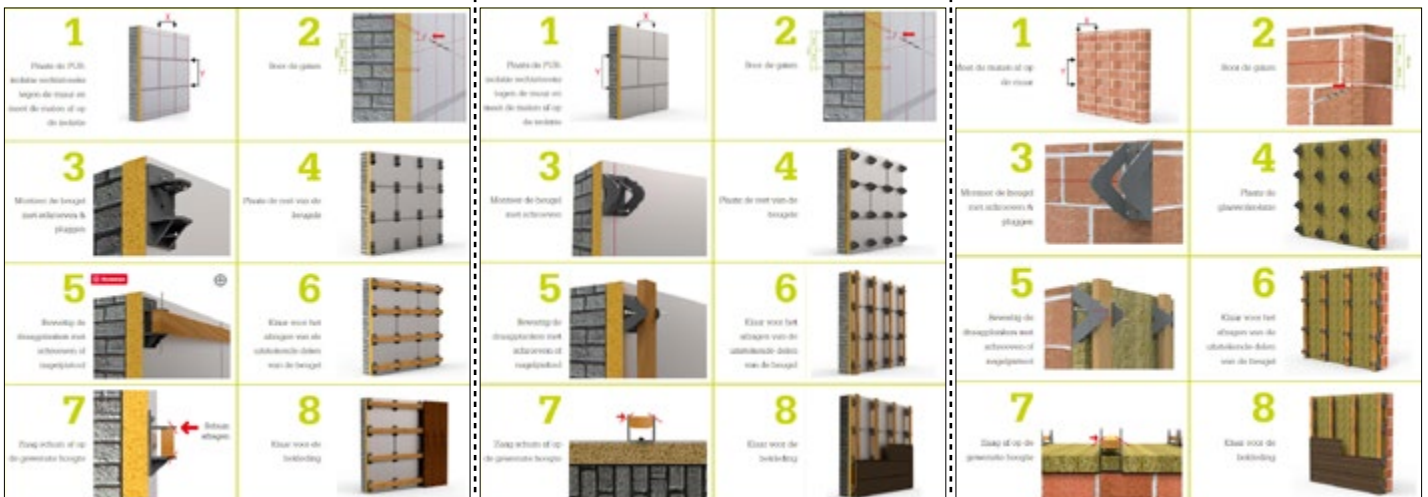 1
Plaats de PUR-
isolatie rechtstreeks
tegen de muur en
meet de maten af op
de isolatie
X
Y
2
Boor de gaten
3
Monteer de beugel
met schroeven &
pluggen
4
Plaats de rest van de
beugels
5
Bevestig de
draagplanken met
schroeven of
nagelpistool
6
Klaar voor het
afzagen van de
uitstekende delen
van de beugel
7
Zaag schuin af op
de gewenste hoogte
Schuin
afzagen
8
Klaar voor de
bekleding
1
Plaats de PUR-
isolatie rechtstreeks
tegen de muur en
meet de maten af op
de isolatie
X
Y
2
Boor de gaten
3
Monteer de beugel
met schroeven
4
Plaats de rest van de
beugels
5
Bevestig de
draagplanken met
schroeven of
nagelpistool
6
Klaar voor het
afzagen van de
uitstekende delen
van de beugel
7
Zaag schuin af op
de gewenste hoogte
8
Klaar voor de
bekleding
1
Meet de maten af op
de muur
X
Y
2
Boor de gaten
3
Monteer de beugel
met schroeven &
pluggen
4
Plaats de
glaswolisolatie
5
Bevestig de
draagplanken met
schroeven of
nagelpistool
6
Klaar voor het
afzagen van de
uitstekende delen
van de beugel
7
Zaag af op de
gewenste hoogte
8
Klaar voor de
bekleding